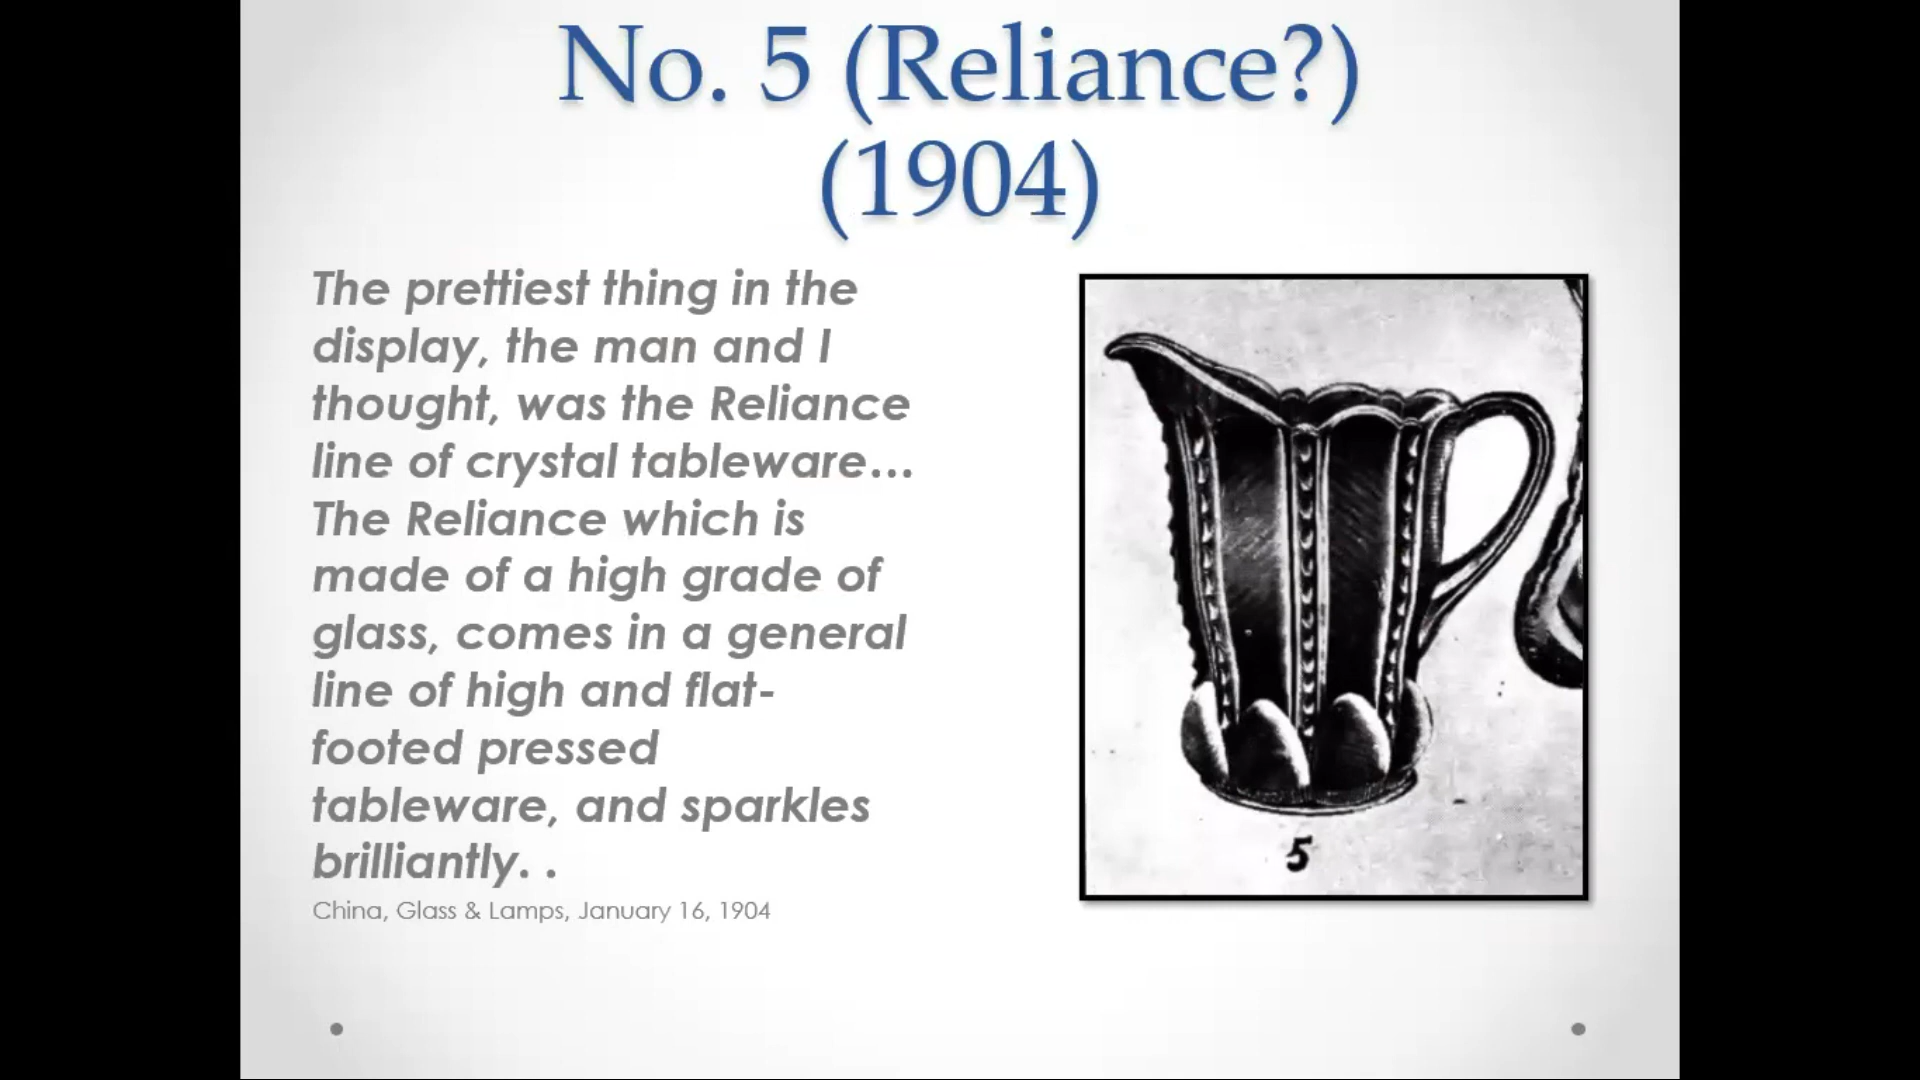 No. 5 (Reliance?)
(1904)
The prettiest thing in the
display, the man and I
thought, was the Reliance
line of crystal tableware...
The Reliance which is
made of a high grade of
glass, comes in a general
line of high and flat-
footed pressed
tableware, and sparkles
brilliantly. .
China, Glass & Lamps, January 16, 1904
5